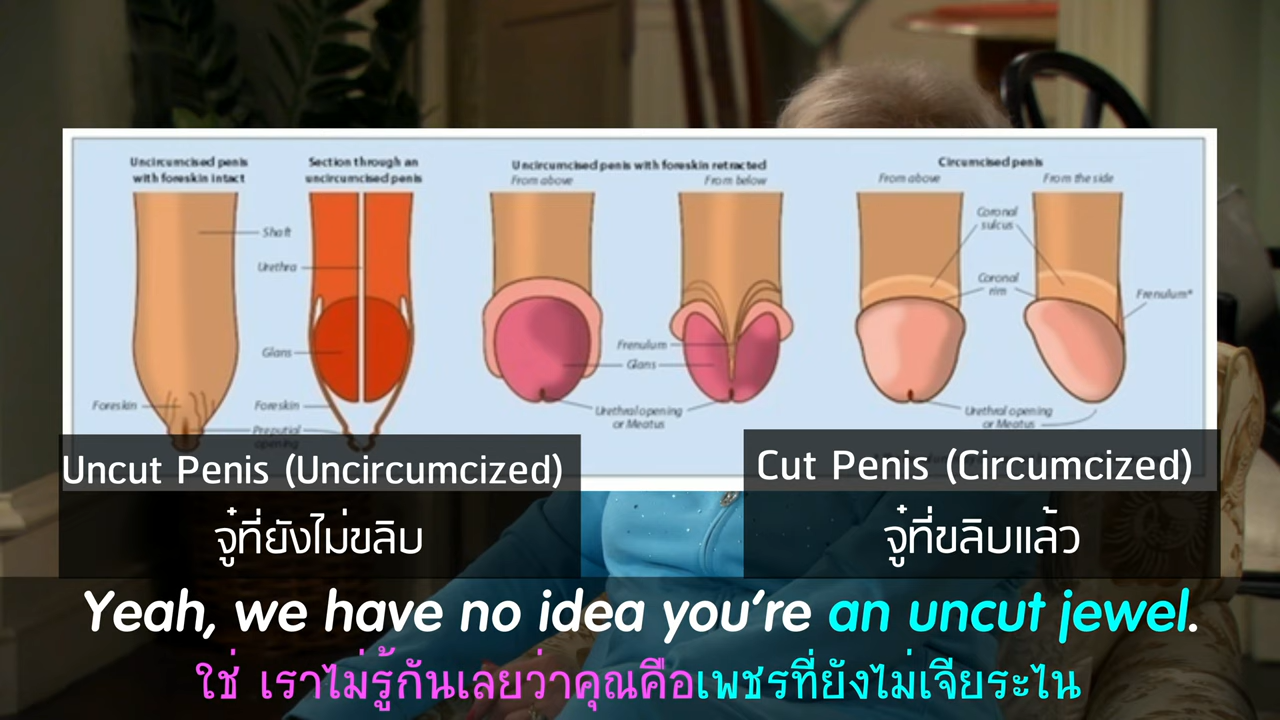 Uncircumcised penis
with foreskin intact
Section through an
uncircumcised penis
Uncircumcised penis with foreskin retracted
From above
From below
Circumcised penis
From above
From the side
Shaft
Urethra
Glans
Foreskin
Foreskin
Preputial
opening
Frenulum
Glans
Urethral opening
or Meatus
Coronal
sulcus
Coronal
rim
Frenulum*
Urethral opening
or Meatus
Uncut Penis (Uncircumcized)
จู๋ที่ยังไม่ขลิบ
Cut Penis (Circumcized)
จู๋ที่ขลิบแล้ว
Yeah, we have no idea you're an uncut jewel.
ใช่ เราไม่รู้กันเลยว่าคุณคือเพชรที่ยังไม่เจียระไน